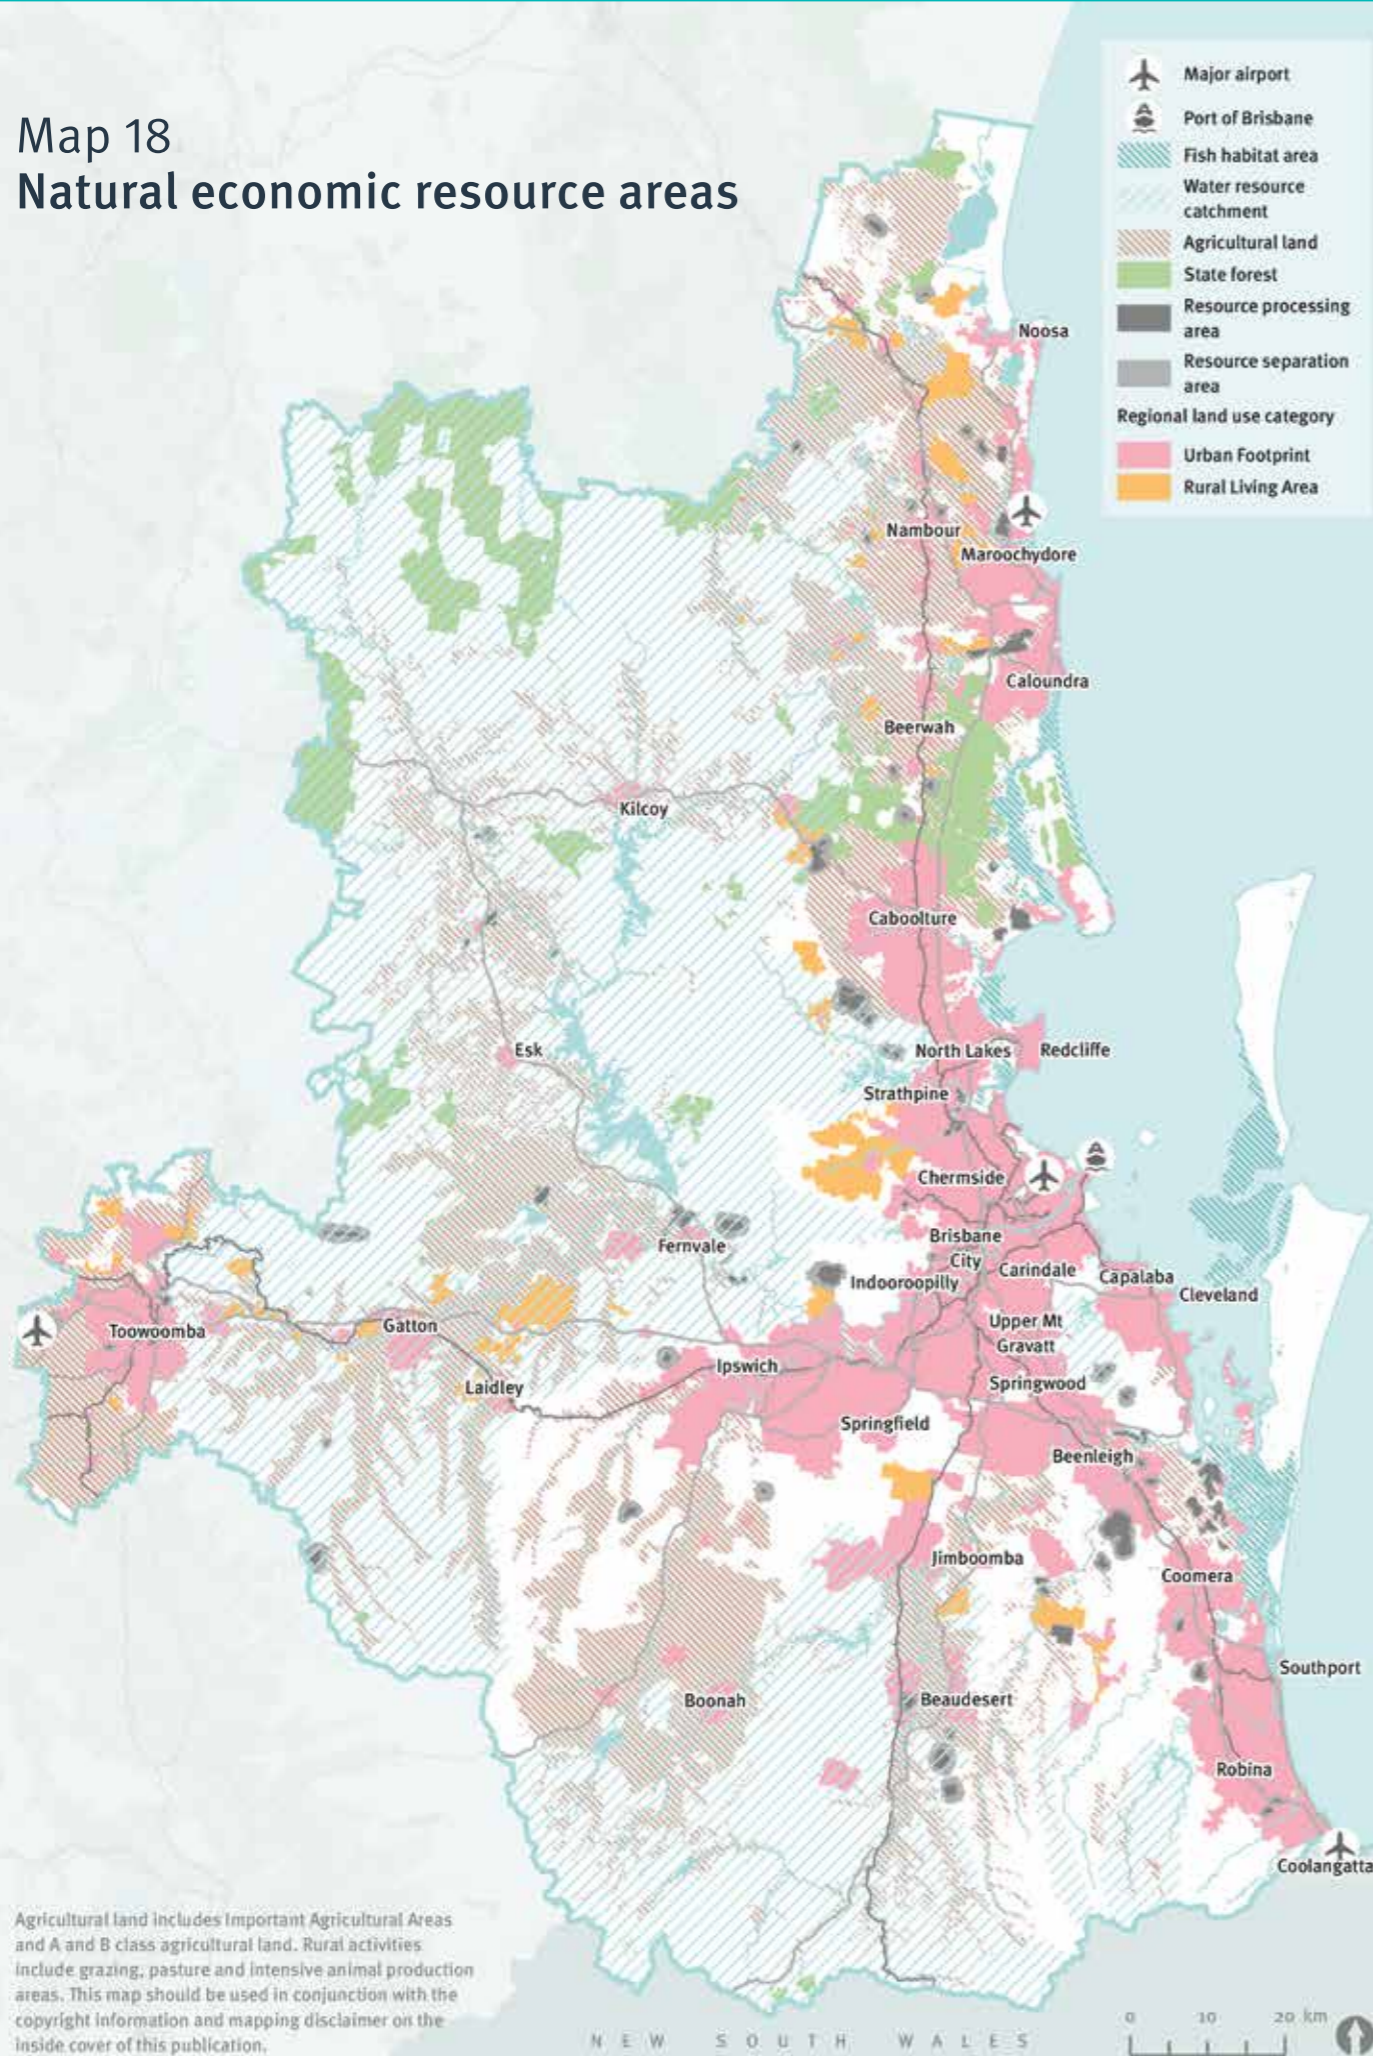 Map 18
Natural economic resource areas
Major airport
Port of Brisbane
Fish habitat area
Water resource
catchment
Agricultural land
State forest
Resource processing
area
Resource separation
area
Regional land use category
Urban Footprint
Rural Living Area
Noosa
Nambour
Maroochydore
Caloundra
Beerwah
Kilcoy
Caboolture
Esk
North Lakes
Redcliffe
Strathpine
Chermside
Fernvale
Brisbane
City
Indooroopilly
Carindale
Capalaba
Cleveland
Toowoomba
Gatton
Upper Mt
Gravatt
Ipswich
Laidley
Springwood
Springfield
Beenleigh
Jimboomba
Coomera
Southport
Boonah
Beaudesert
Robina
Coolangatta
Agricultural land includes Important Agricultural Areas
and A and B class agricultural land. Rural activities
include grazing, pasture and intensive animal production
areas. This map should be used in conjunction with the
copyright information and mapping disclaimer on the
inside cover of this publication.
NEW SOUTH WALES
0 10 20 km